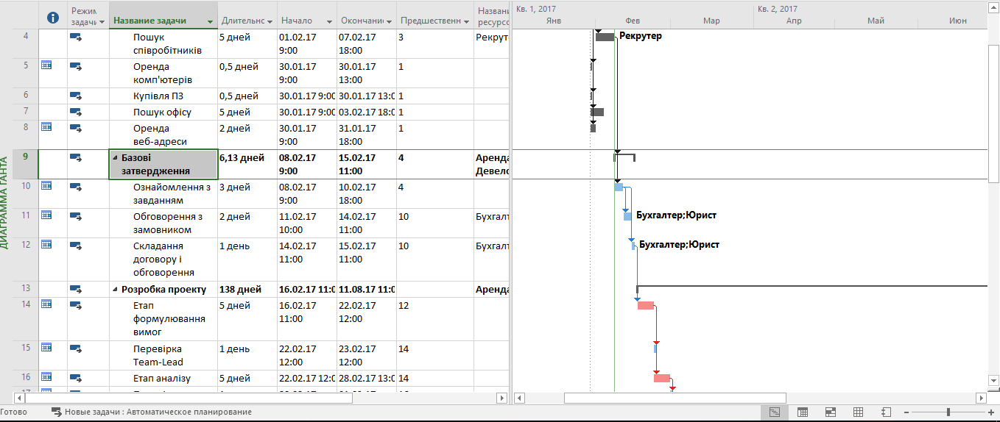 Режим задачи
Название задачи
Длительнс
Начало
Окончани
Предшественн
Названи ресурсо
Кв. 1, 2017
Кв. 2, 2017
Янв
Фев
Мар
Апр
Май
Июн
ДИАГРАММА ГАНТА
4 Пошук 5 дней 01.02.17 07.02.17 3 Рекрут
співробітників 9:00 18:00
Рекрутер
5 Оренда 0,5 дней 30.01.17 30.01.17 1
комп'ютерів 9:00 13:00
6 Купівля ПЗ 0,5 дней 30.01.17 9:00 30.01.17 13:0 1
7 Пошук офісу 5 дней 30.01.17 9:00 03.02.17 18:0 1
8 Оренда 2 дней 30.01.17 31.01.17 1
веб-адреси 9:00 18:00
9 Базові 6,13 дней 08.02.17 15.02.17 4 Аренда
затвердження 9:00 11:00 Девело
10 Ознайомлення з 3 дней 08.02.17 10.02.17 4
завданням 9:00 18:00
11 Обговорення з 2 дней 11.02.17 14.02.17 10 Бухгалт
замовником 10:00 11:00
Бухгалтер;Юрист
12 Складання 1 день 14.02.17 15.02.17 10 Бухгалт
договору і 11:00 11:00
обговорення
Бухгалтер;Юрист
13 Розробка проекту 138 дней 16.02.17 11:0 11.08.17 11:0 Аренда
14 Етап 5 дней 16.02.17 22.02.17 12
формулювання 11:00 12:00
вимог
15 Перевірка 1 день 22.02.17 23.02.17 14
Team-Lead 12:00 12:00
16 Етап аналізу 5 дней 22.02.17 12:0 28.02.17 13:0 14
Готово
Новые задачи : Автоматическое планирование